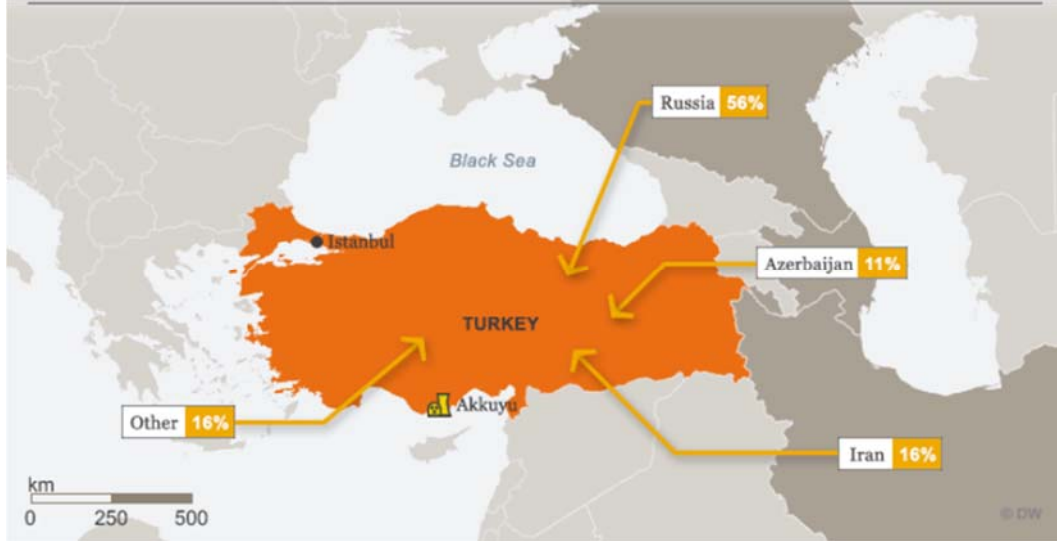 Russia 56%
Black Sea
Istanbul
Azerbaijan 11%
TURKEY
Akkuyu
Other 16%
Iran 16%
km
0 250 500
© DW